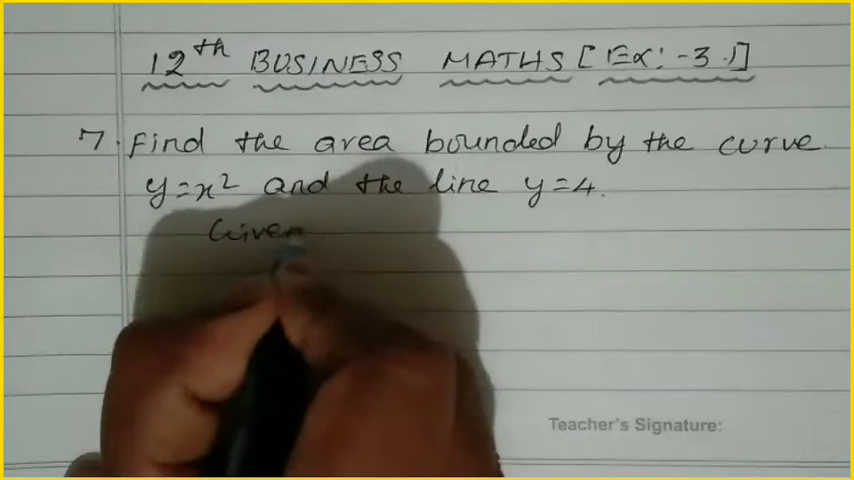 12th BUSINESS MATHS [Ex:-3.1]
7. Find the area bounded by the curve
y=x² and the line y=4.
Given
Teacher's Signature: